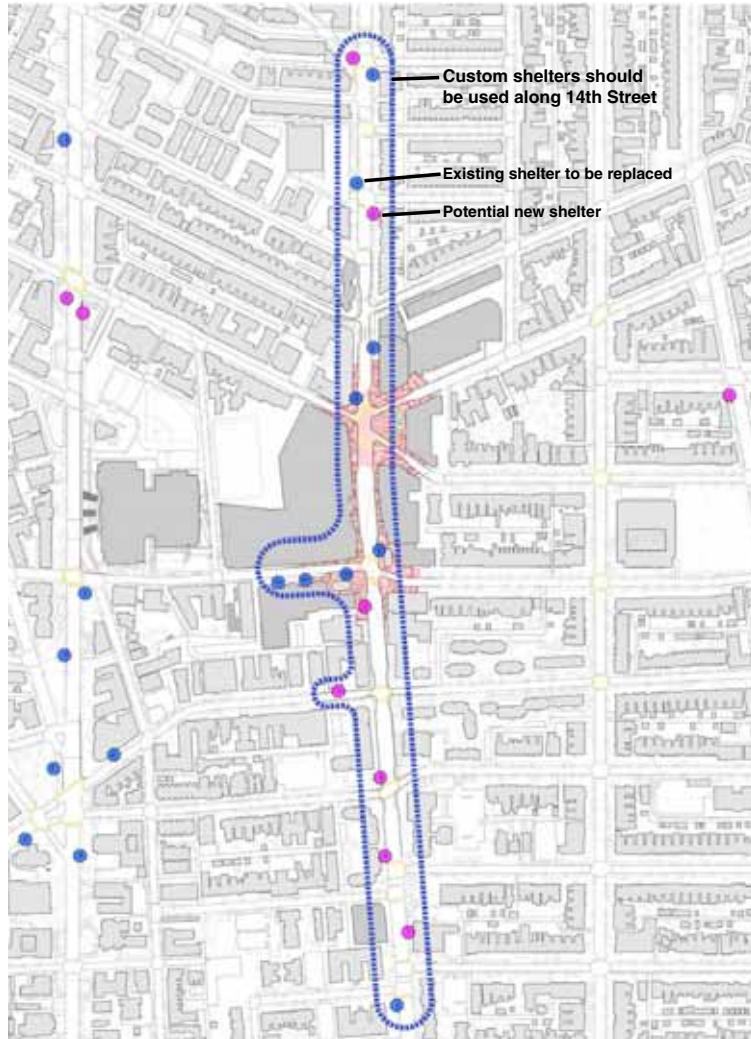 Custom shelters should
be used along 14th Street
Existing shelter to be replaced
Potential new shelter